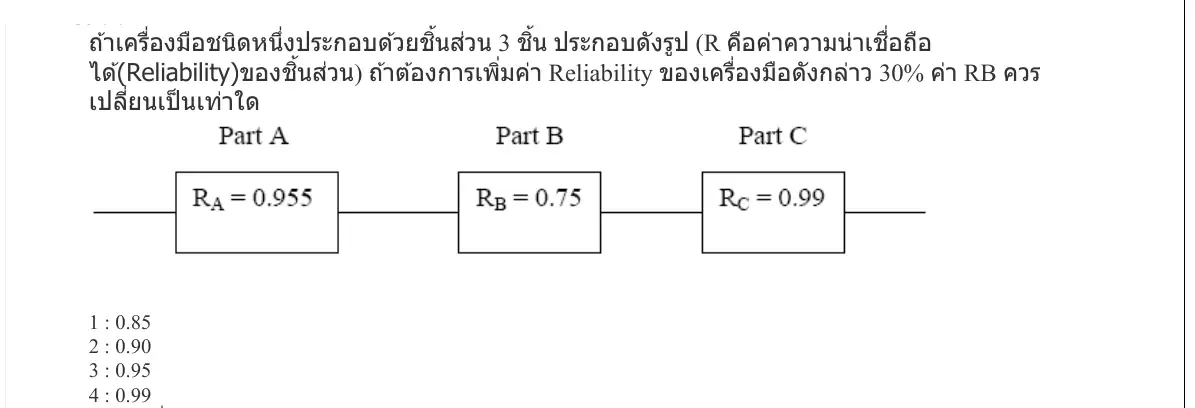 ถ้าเครื่องมือชนิดหนึ่งประกอบด้วยชิ้นส่วน 3 ชิ้น ประกอบดังรูป (R คือค่าความน่าเชื่อถือ
ได้(Reliability)ของชิ้นส่วน) ถ้าต้องการเพิ่มค่า Reliability ของเครื่องมือดังกล่าว 30% ค่า RB ควร
เปลี่ยนเป็นเท่าใด
Part A Part B Part C
RA = 0.955 RB = 0.75 RC = 0.99
1 : 0.85
2 : 0.90
3 : 0.95
4 : 0.99